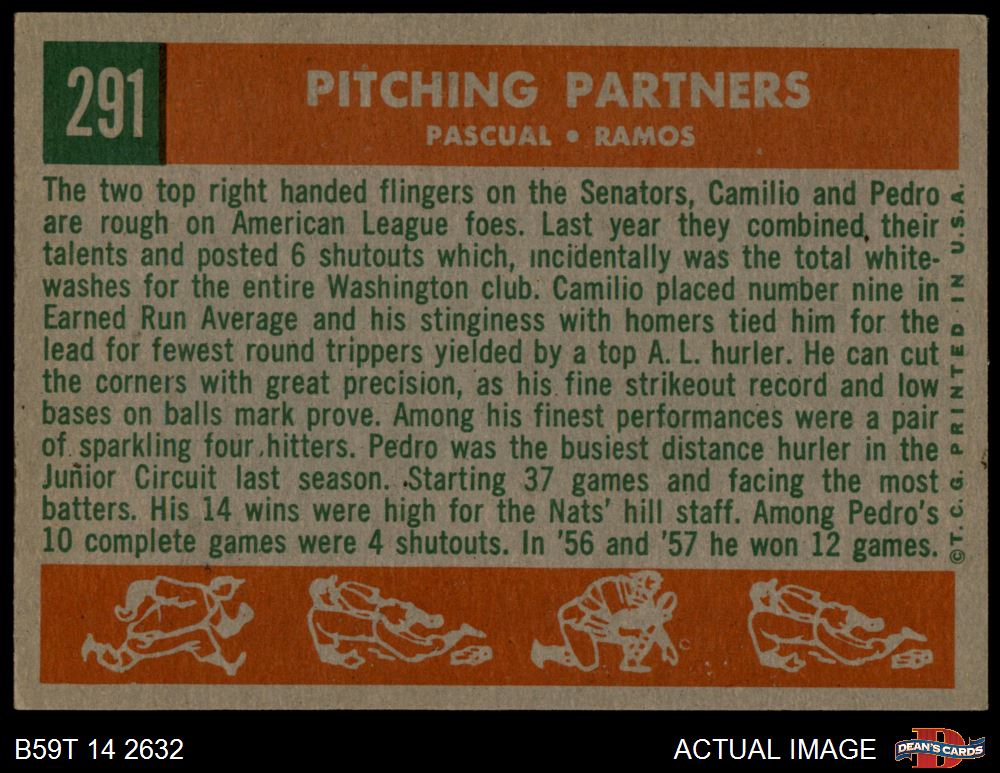 291
PITCHING PARTNERS
PASCUAL • RAMOS
The two top right handed flingers on the Senators, Camilio and Pedro
are rough on American League foes. Last year they combined their
talents and posted 6 shutouts which, incidentally was the total white-
washes for the entire Washington club. Camilio placed number nine in
Earned Run Average and his stinginess with homers tied him for the
lead for fewest round trippers yielded by a top A. L. hurler. He can cut
the corners with great precision, as his fine strikeout record and low
bases on balls mark prove. Among his finest performances were a pair
of sparkling four hitters. Pedro was the busiest distance hurler in the
Junior Circuit last season. Starting 37 games and facing the most
batters. His 14 wins were high for the Nats' hill staff. Among Pedro's
10 complete games were 4 shutouts. In '56 and '57 he won 12 games.
©T. C. G. PRINTED IN U.S.A.
B59T 14 2632
ACTUAL IMAGE
D
DEAN'S CARDS